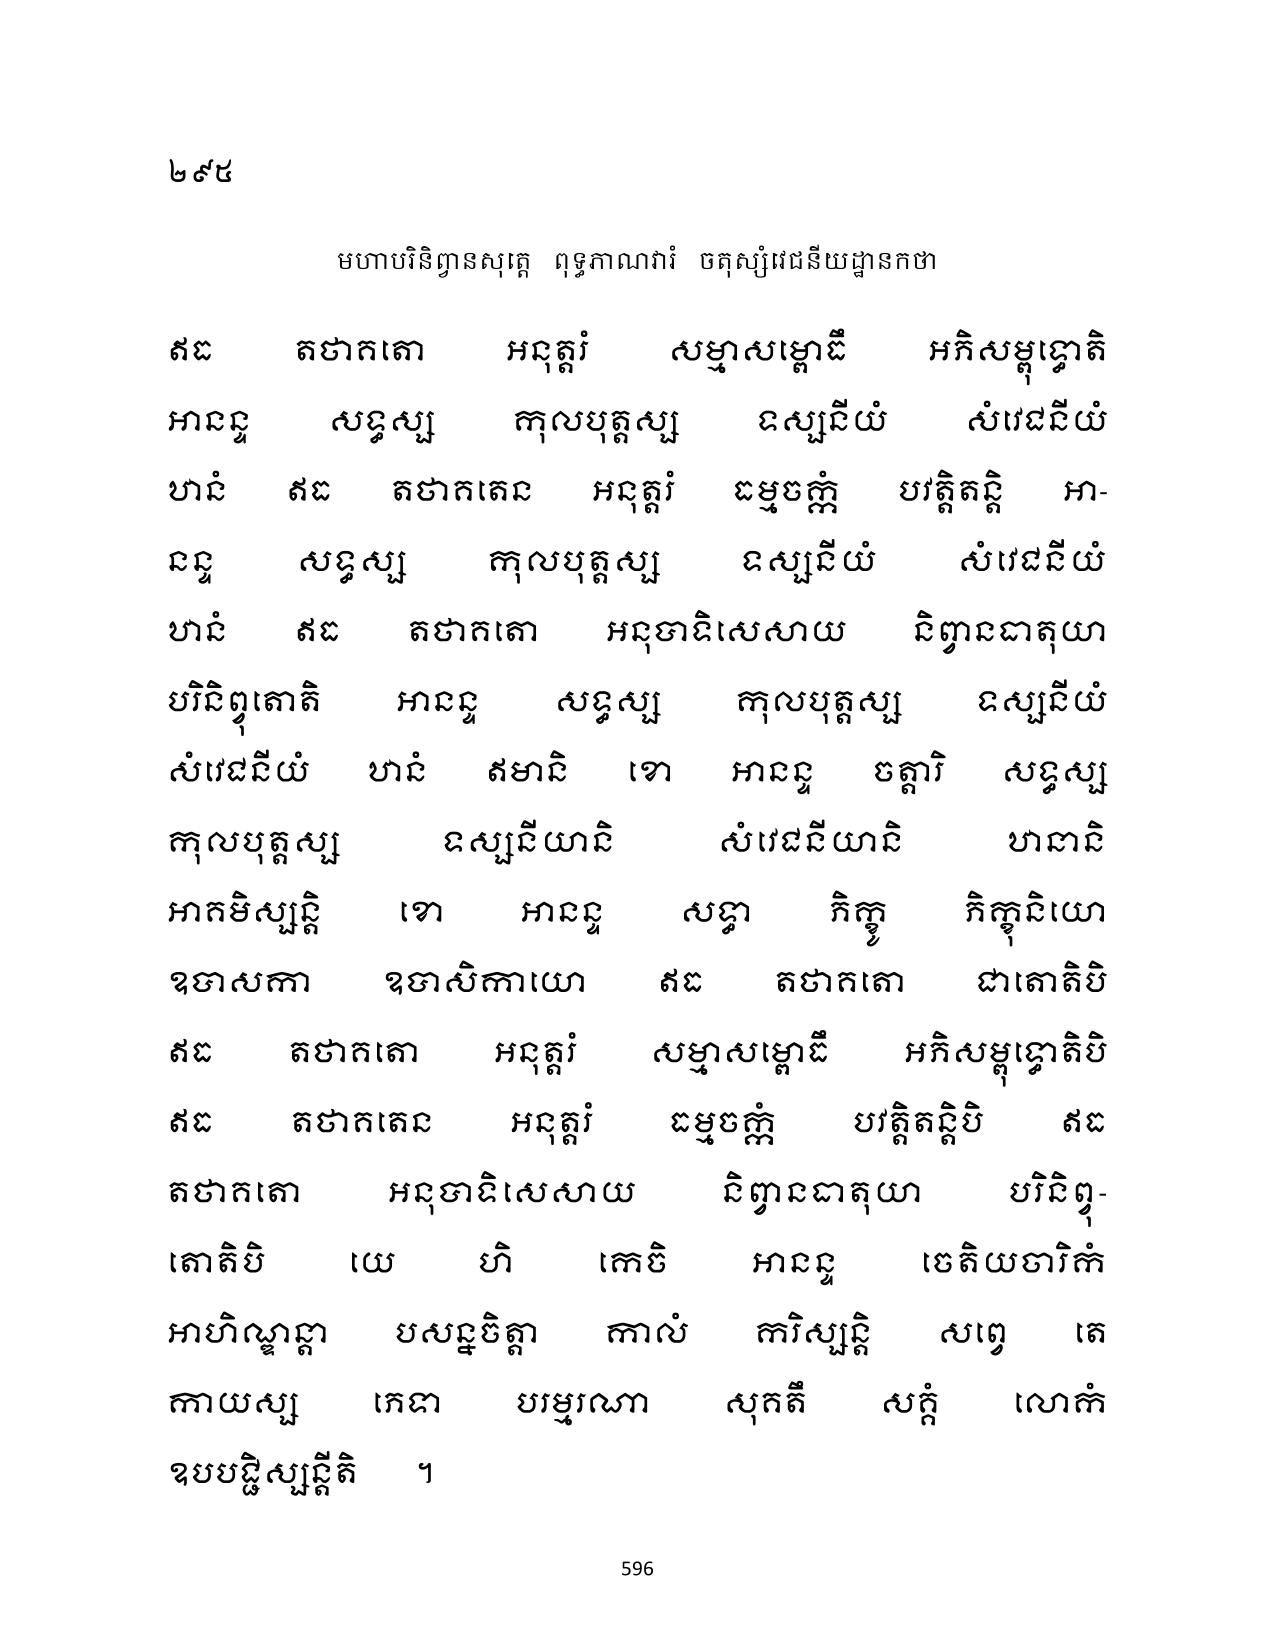 ២៩៥
មហាបរិនិព្វានសុត្តេ ពុទ្ធភាណវារំ ចតុស្សំវេជនីយដ្ឋានកថា
ឥធ តថាគតោ អនុត្តរំ សម្មាសម្ពោធឹ អភិសម្ពុទ្ធោតិ
អានន្ទ សទ្ធស្ស កុលបុត្តស្ស ទស្សនីយំ សំវេជនីយំ
ឋានំ ឥធ តថាគតេន អនុត្តរំ ធម្មចក្កំ បវត្តិតន្តិ អា-
នន្ទ សទ្ធស្ស កុលបុត្តស្ស ទស្សនីយំ សំវេជនីយំ
ឋានំ ឥធ តថាគតោ អនុបាទិសេសាយ និព្វានធាតុយា
បរិនិព្វុតោតិ អានន្ទ សទ្ធស្ស កុលបុត្តស្ស ទស្សនីយំ
សំវេជនីយំ ឋានំ ឥមានិ ខោ អានន្ទ ចត្តារិ សទ្ធស្ស
កុលបុត្តស្ស ទស្សនីយានិ សំវេជនីយានិ ឋានានិ
អាគមិស្សន្តិ ខោ អានន្ទ សទ្ធា ភិក្ខូ ភិក្ខុនិយោ
ឧបាសកា ឧបាសិកាយោ ឥធ តថាគតោ ជាតោតិបិ
ឥធ តថាគតោ អនុត្តរំ សម្មាសម្ពោធឹ អភិសម្ពុទ្ធោតិបិ
ឥធ តថាគតេន អនុត្តរំ ធម្មចក្កំ បវត្តិតន្តិបិ ឥធ
តថាគតោ អនុបាទិសេសាយ និព្វានធាតុយា បរិនិព្វុ-
តោតិបិ យេ ហិ កេចិ អានន្ទ ចេតិយចារិកំ
អាហិណ្ឌន្តា បសន្នចិត្តា កាលំ ករិស្សន្តិ សព្វេ តេ
កាយស្ស ភេទា បរម្មរណា សុគតឹ សគ្គំ លោកំ
ឧបបជ្ជិស្សន្តីតិ ។
596